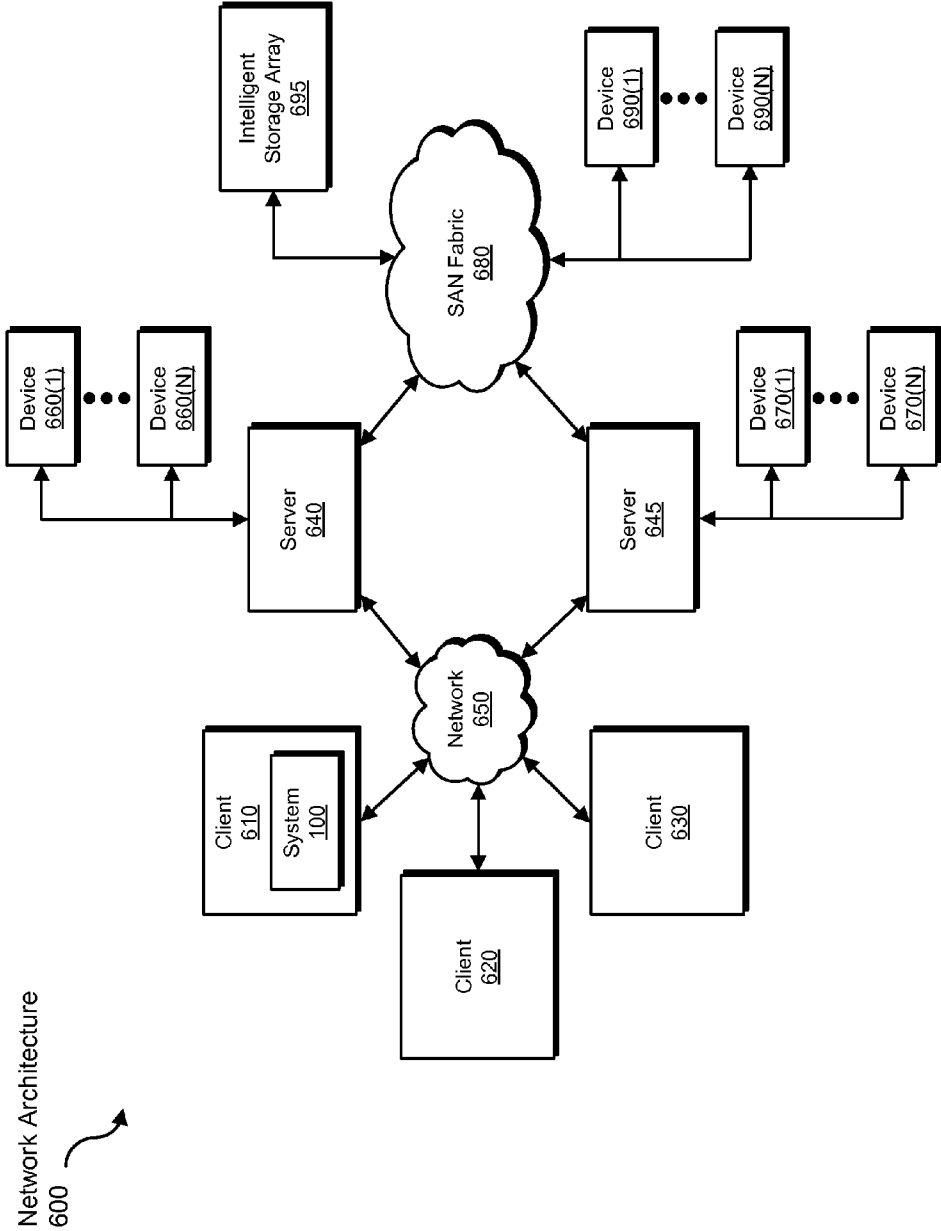 Network Architecture
600
Client
610
System
100
Client
620
Client
630
Network
650
Server
640
Server
645
Device
660(1)
Device
660(N)
Device
670(1)
Device
670(N)
SAN Fabric
680
Intelligent
Storage Array
695
Device
690(1)
Device
690(N)